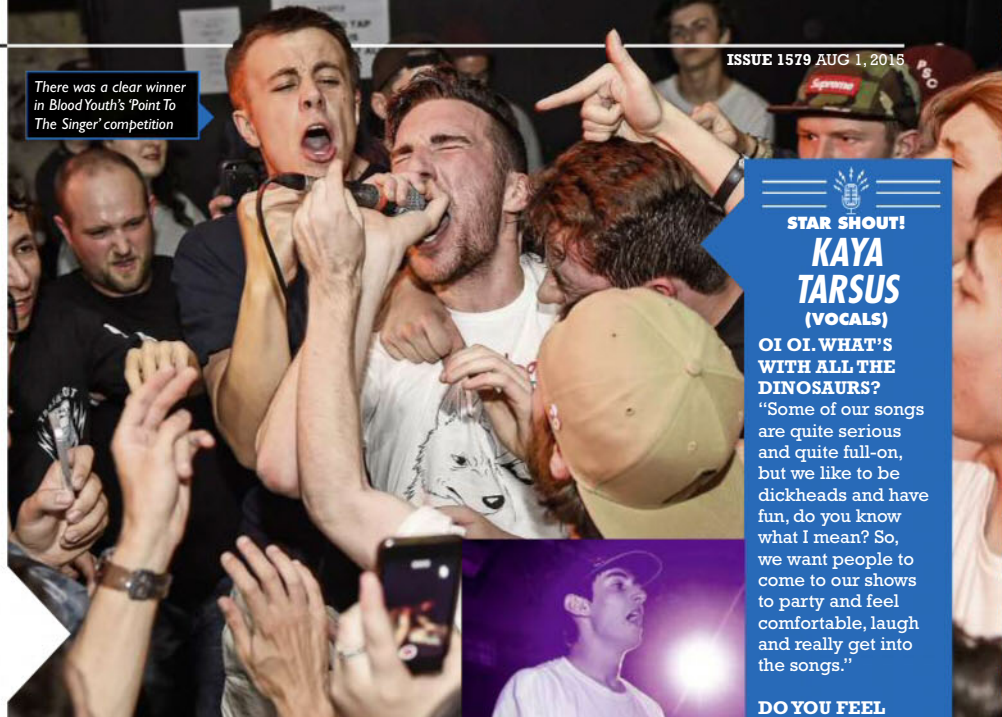 ISSUE 1579 AUG 1, 2015
There was a clear winner
in Blood Youth's 'Point To
The Singer' competition
TAP
Supreme
PSC
STAR SHOUT!
KAYA
TARSUS
(VOCALS)
OI OI. WHAT'S
WITH ALL THE
DINOSAURS?
“Some of our songs
are quite serious
and quite full-on,
but we like to be
dickheads and have
fun, do you know
what I mean? So,
we want people to
come to our shows
to party and feel
comfortable, laugh
and really get into
the songs.”
DO YOU FEEL